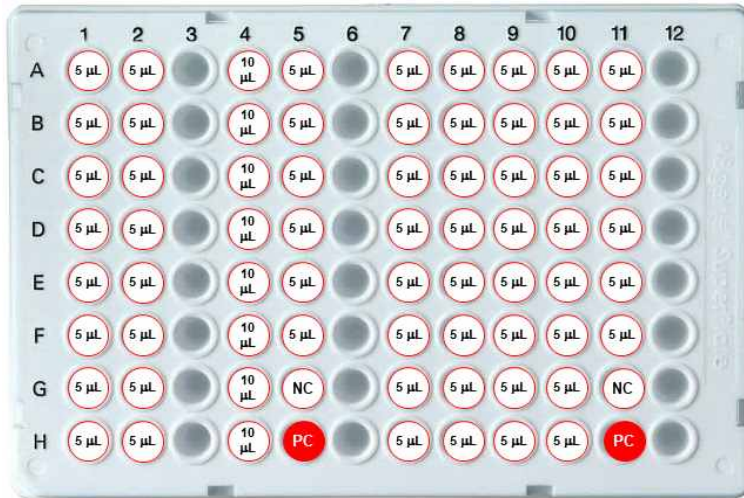 1 2 3 4 5 6 7 8 9 10 11 12
A 5 µL 5 µL 10 µL 5 µL 5 µL 5 µL 5 µL 5 µL 5 µL
B 5 µL 5 µL 10 µL 5 µL 5 µL 5 µL 5 µL 5 µL 5 µL
C 5 µL 5 µL 10 µL 5 µL 5 µL 5 µL 5 µL 5 µL 5 µL
D 5 µL 5 µL 10 µL 5 µL 5 µL 5 µL 5 µL 5 µL 5 µL
E 5 µL 5 µL 10 µL 5 µL 5 µL 5 µL 5 µL 5 µL 5 µL
F 5 µL 5 µL 10 µL 5 µL 5 µL 5 µL 5 µL 5 µL 5 µL
G 5 µL 5 µL 10 µL NC 5 µL 5 µL 5 µL 5 µL NC
H 5 µL 5 µL 10 µL PC 5 µL 5 µL 5 µL 5 µL PC